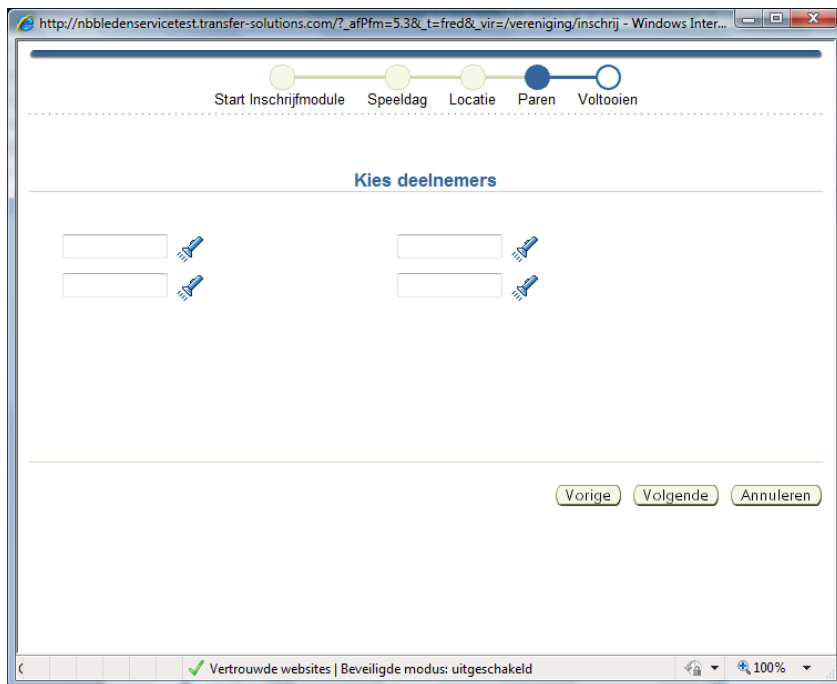 http://nbbledenservicetest.transfer-solutions.com/?_afPfm=5.3&_t=fred&_vir=/vereniging/inschrij - Windows Inter...
Start Inschrijfmodule Speeldag Locatie Paren Voltooien
Kies deelnemers
Vorige Volgende Annuleren
Vertrouwde websites | Beveiligde modus: uitgeschakeld 100%